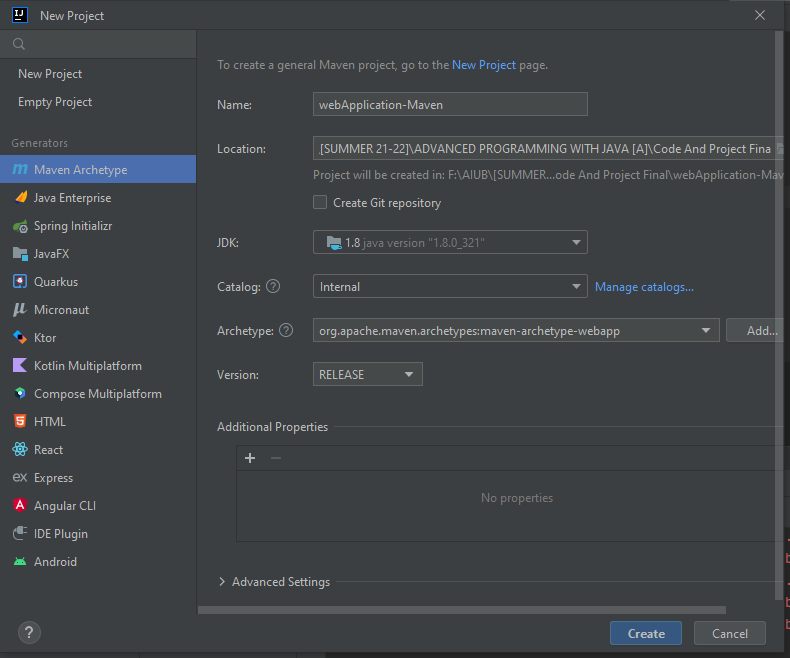 New Project
New Project
Empty Project
Generators
Maven Archetype
Java Enterprise
Spring Initializr
JavaFX
Quarkus
Micronaut
Ktor
Kotlin Multiplatform
Compose Multiplatform
HTML
React
Express
Angular CLI
IDE Plugin
Android
To create a general Maven project, go to the New Project page.
Name: webApplication-Maven
Location: .[SUMMER 21-22]\ADVANCED PROGRAMMING WITH JAVA [A]\Code And Project Fina
Project will be created in: F:\AIUB\[SUMMER...ode And Project Final\webApplication-Mav
Create Git repository
JDK: 1.8 java version "1.8.0_321"
Catalog: ? Internal Manage catalogs...
Archetype: ? org.apache.maven.archetypes:maven-archetype-webapp Add...
Version: RELEASE
Additional Properties
+ −
No properties
Advanced Settings
? Create Cancel